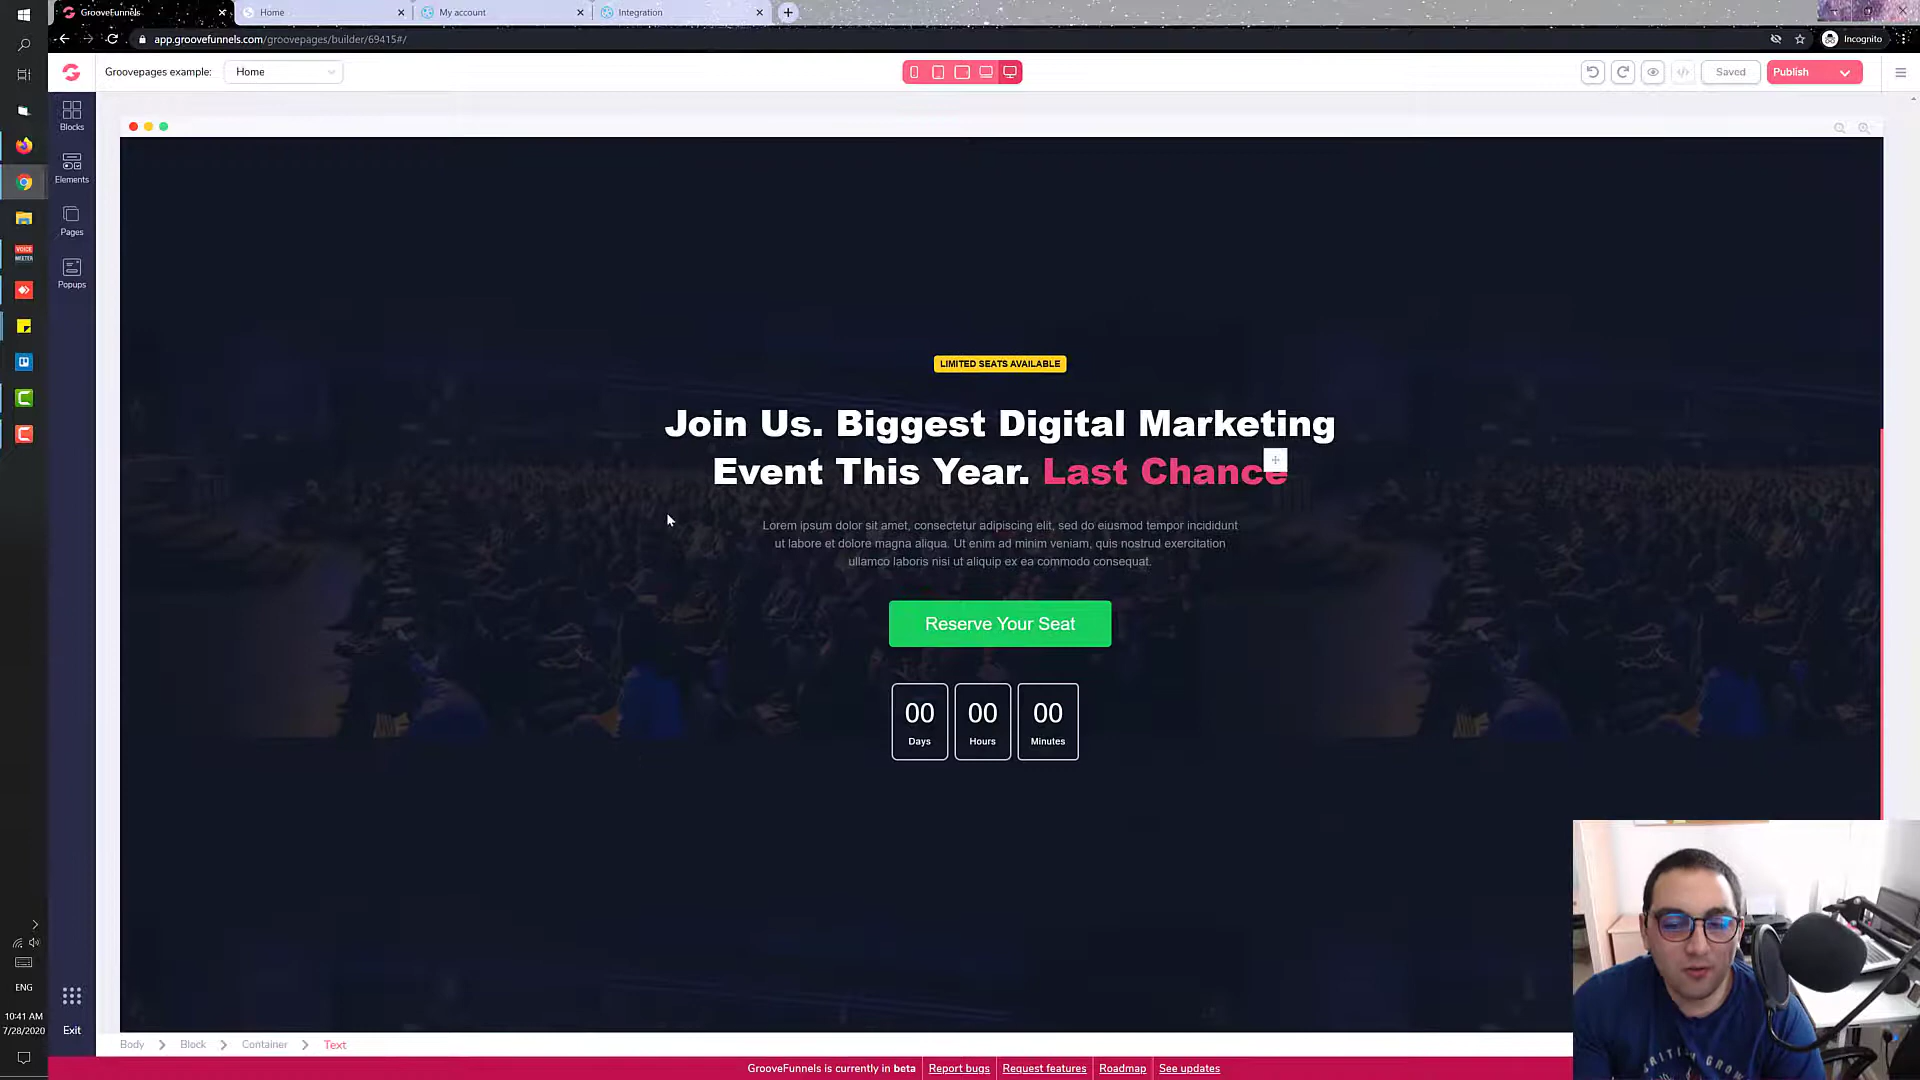 GrooveFunnels
Home
My account
Integration
app.groovefunnels.com/groovepages/builder/69415#/
Incognito
Groovepages example:
Home
Saved
Publish
Blocks
Elements
Pages
Popups
LIMITED SEATS AVAILABLE
Join Us. Biggest Digital Marketing
Event This Year. Last Chance
Lorem ipsum dolor sit amet, consectetur adipiscing elit, sed do eiusmod tempor incididunt
ut labore et dolore magna aliqua. Ut enim ad minim veniam, quis nostrud exercitation
ullamco laboris nisi ut aliquip ex ea commodo consequat.
Reserve Your Seat
00 00 00
Days Hours Minutes
VOICE
MEETER
ENG
10:41 AM
7/28/2020
Exit
Body Block Container Text
GrooveFunnels is currently in beta Report bugs Request features Roadmap See updates